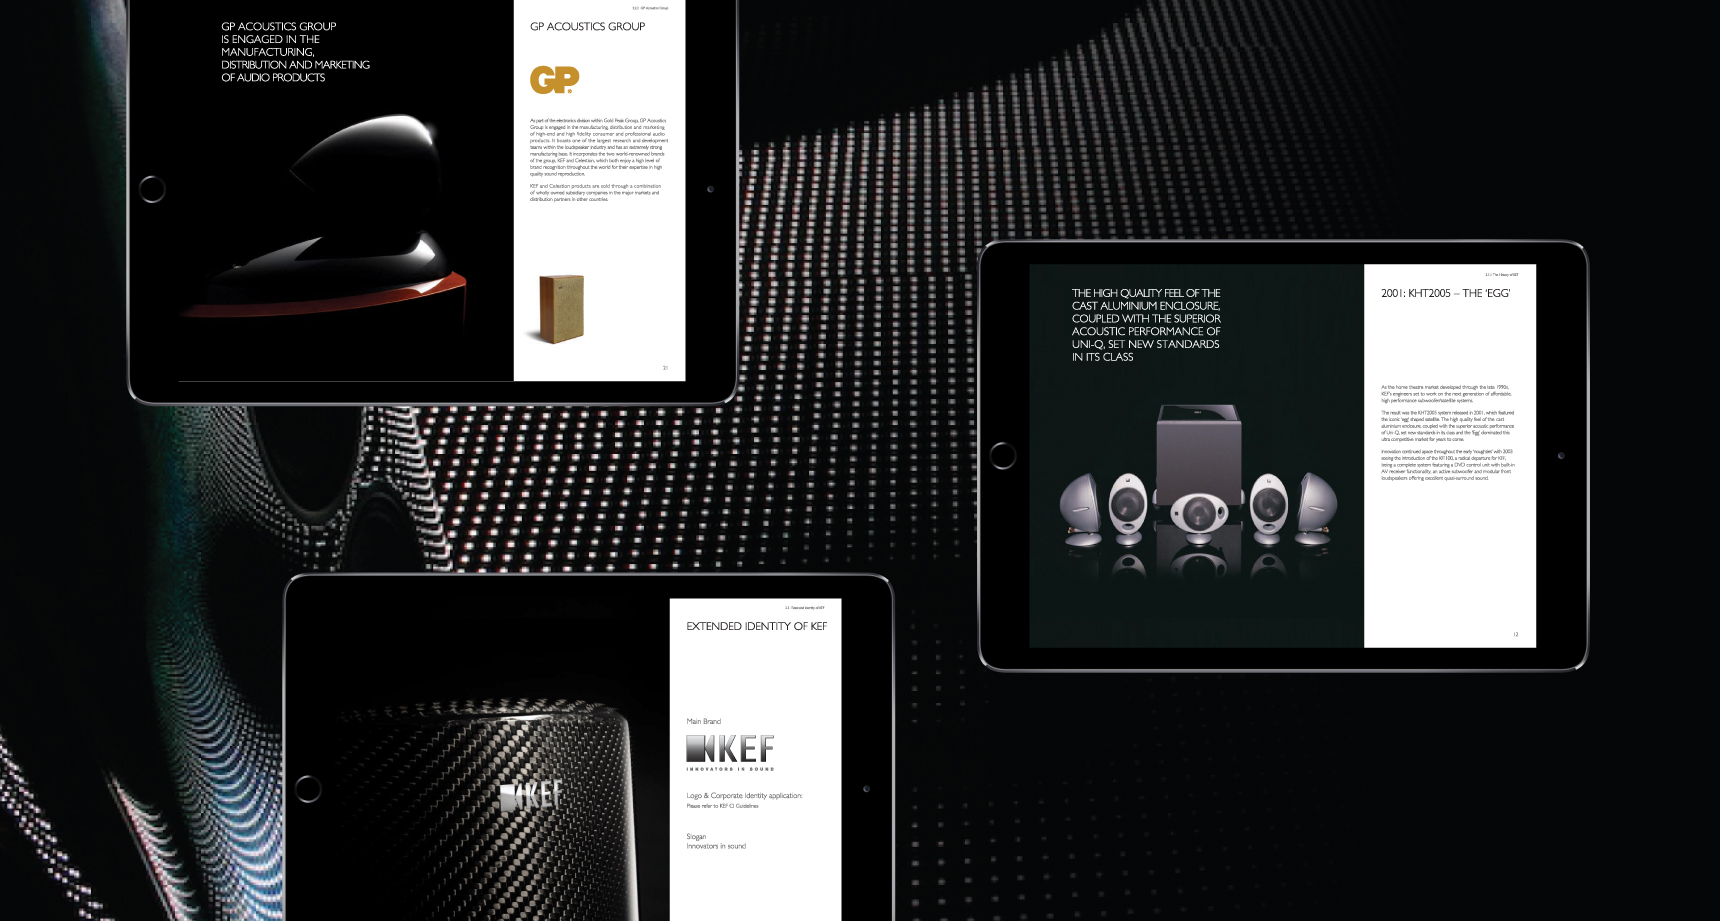 3.3.2: GP Acoustics Group
GP ACOUSTICS GROUP
IS ENGAGED IN THE
MANUFACTURING,
DISTRIBUTION AND MARKETING
OF AUDIO PRODUCTS
GP ACOUSTICS GROUP
GP
As part of the electronics division within Gold Peak Group, GP Acoustics
Group is engaged in the manufacturing, distribution and marketing
of high-end and high fidelity consumer and professional audio
products. It boasts one of the largest research and development
teams within the loudspeaker industry and has an extremely strong
manufacturing base. It incorporates the two world-renowned brands
of the group, KEF and Celestion, which both enjoy a high level of
brand recognition throughout the world for their expertise in high
quality sound reproduction.
KEF and Celestion products are sold through a combination
of wholly owned subsidiary companies in the major markets and
distribution partners in other countries.
21
The History of KEF
THE HIGH QUALITY FEEL OF THE
CAST ALUMINIUM ENCLOSURE,
COUPLED WITH THE SUPERIOR
ACOUSTIC PERFORMANCE OF
UNI-Q, SET NEW STANDARDS
IN ITS CLASS
2001: KHT2005 – THE ‘EGG’
As the home theatre market developed through the late 1990s,
KEF's engineers set to work on the next generation of affordable,
high performance subwoofer/satellite systems.
The result was the KHT2005 system released in 2001, which featured
the iconic 'egg' shaped satellite. The high quality feel of the cast
aluminium enclosure, coupled with the superior acoustic performance
of Uni-Q, set new standards in its class and the 'Egg' dominated this
ultra competitive market for years to come.
Innovation continued apace throughout the early 'noughties' with 2003
seeing the introduction of the KIT100, a radical departure for KEF,
being a complete system featuring a DVD control unit with built-in
AV receiver functionality, an active subwoofer and modular front
loudspeakers offering excellent quasi-surround sound.
12
Extended Identity of KEF
EXTENDED IDENTITY OF KEF
Main Brand
KEF
INNOVATORS IN SOUND
KEF
Logo & Corporate Identity application:
Please refer to KEF CI Guidelines
Slogan
Innovators in sound